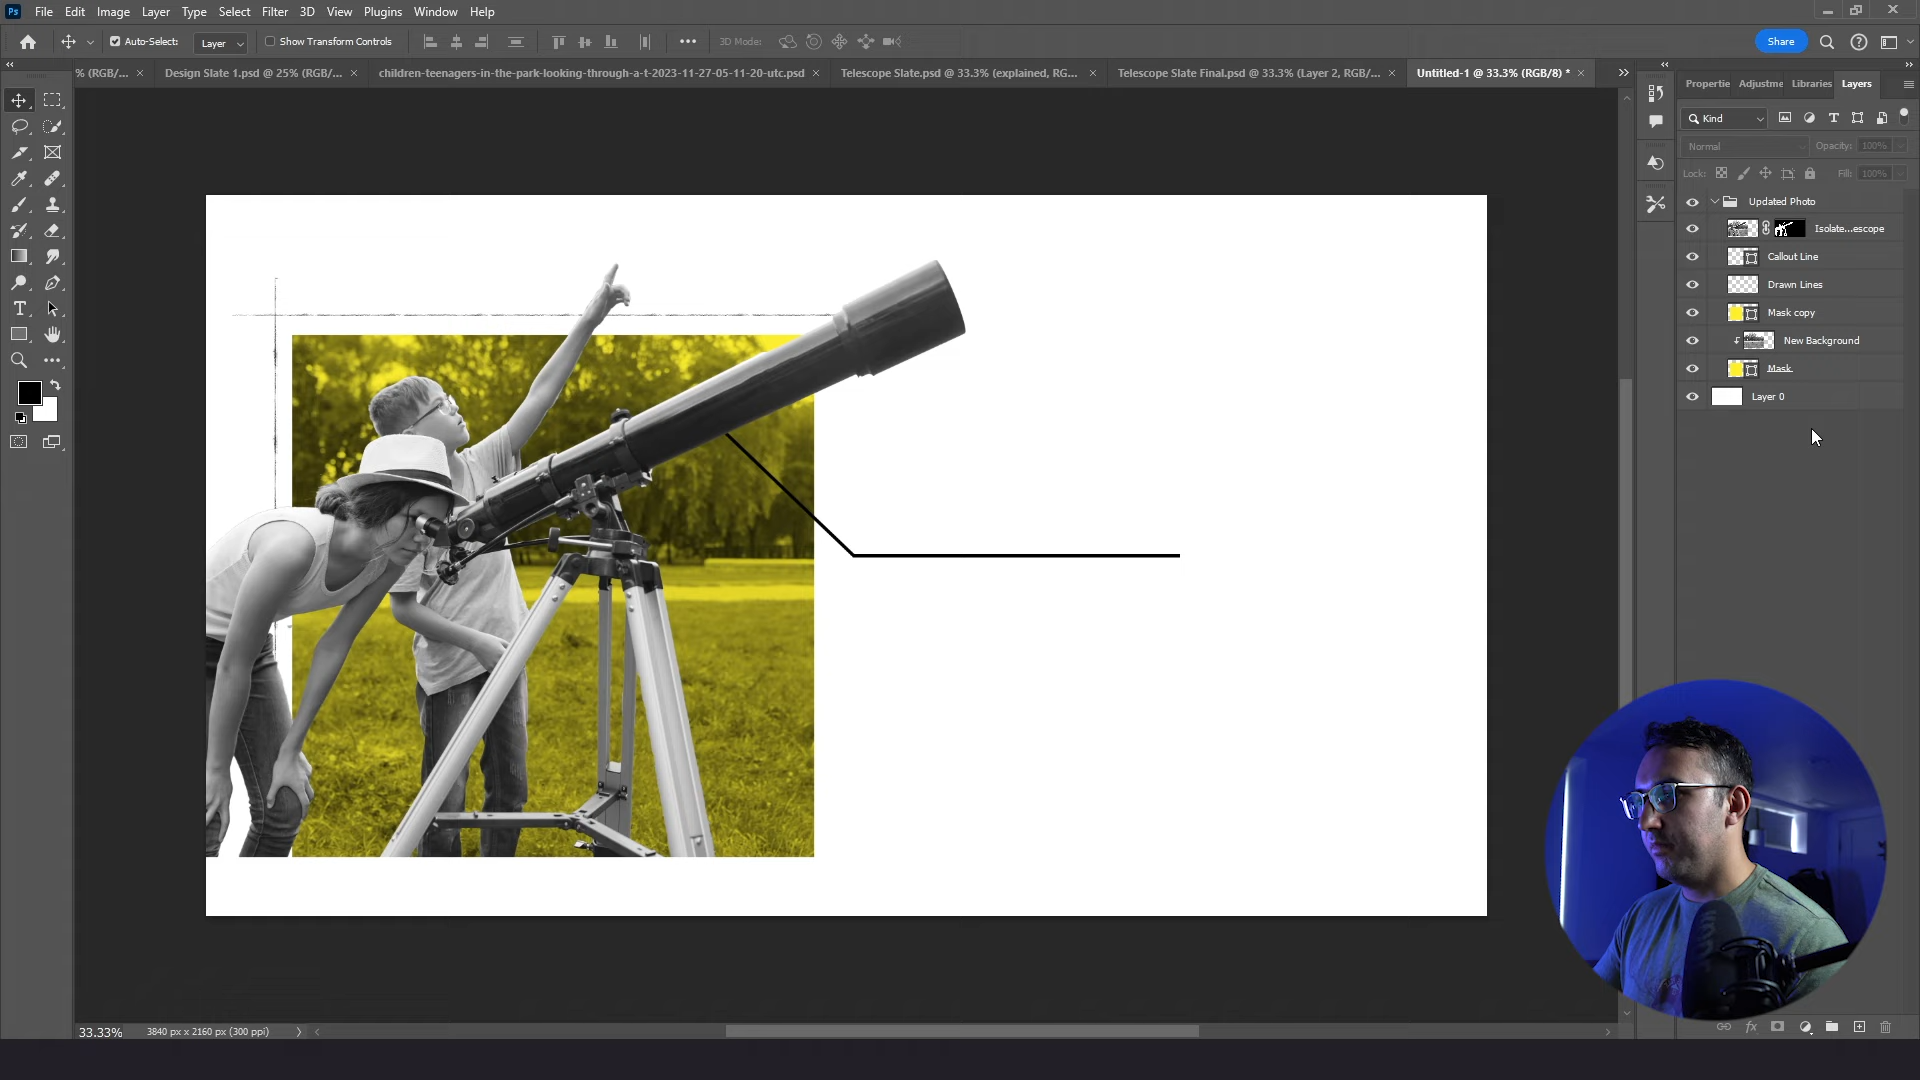 Ps File Edit Image Layer Type Select Filter 3D View Plugins Window Help
Auto-Select: Layer Show Transform Controls 3D Mode: Share
% (RGB/... × Design Slate 1.psd @ 25% (RGB/... × children-teenagers-in-the-park-looking-through-a-t-2023-11-27-05-11-20-utc.psd × Telescope Slate.psd @ 33.3% (explained, RG... × Telescope Slate Final.psd @ 33.3% (Layer 2, RGB/... × Untitled-1 @ 33.3% (RGB/8) * ×
Propertie Adjustme Libraries Layers
Kind
Normal Opacity: 100%
Lock: Fill: 100%
Updated Photo
Isolate...escope
Callout Line
Drawn Lines
Mask copy
New Background
Mask
Layer 0
33.33% 3840 px x 2160 px (300 ppi)